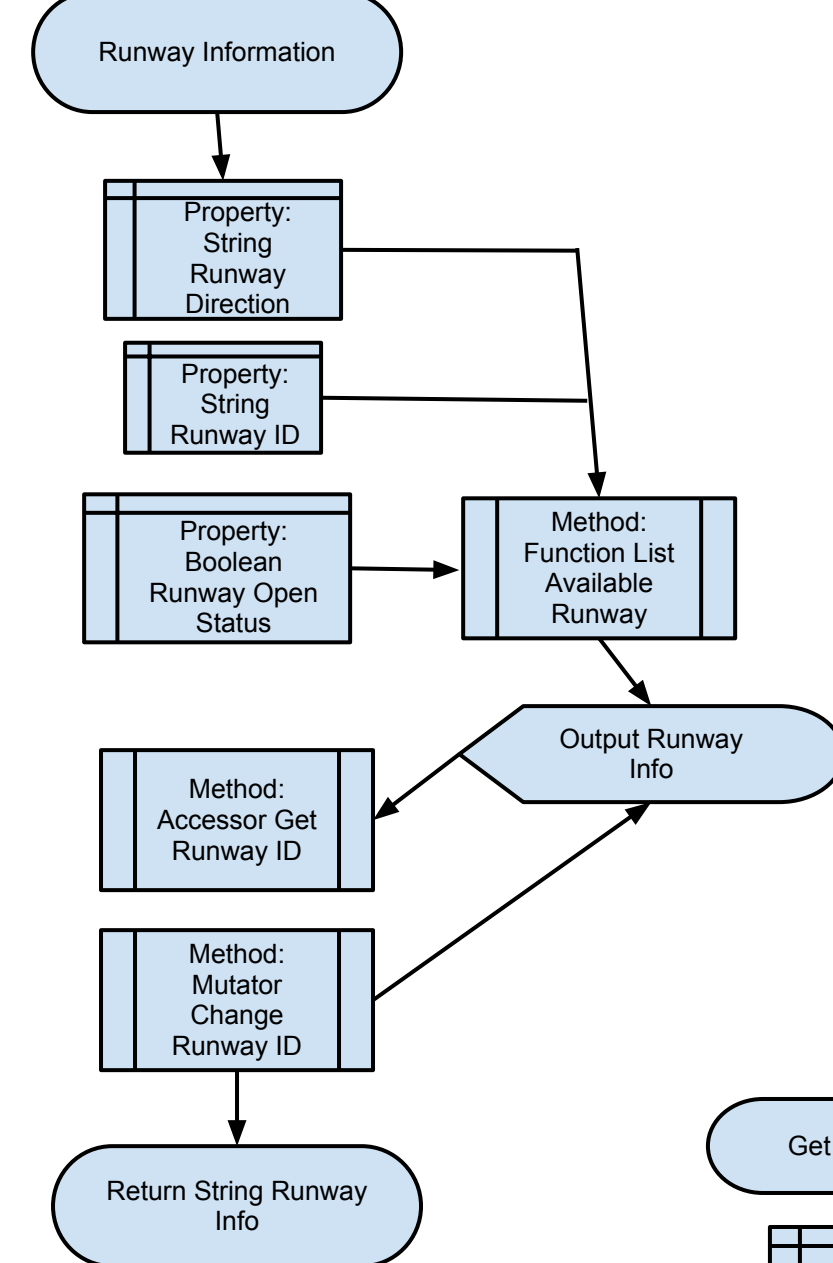 Runway Information
Property:
String
Runway
Direction
Property:
String
Runway ID
Property:
Boolean
Runway Open
Status
Method:
Function List
Available
Runway
Output Runway
Info
Method:
Accessor Get
Runway ID
Method:
Mutator
Change
Runway ID
Return String Runway
Info
Get